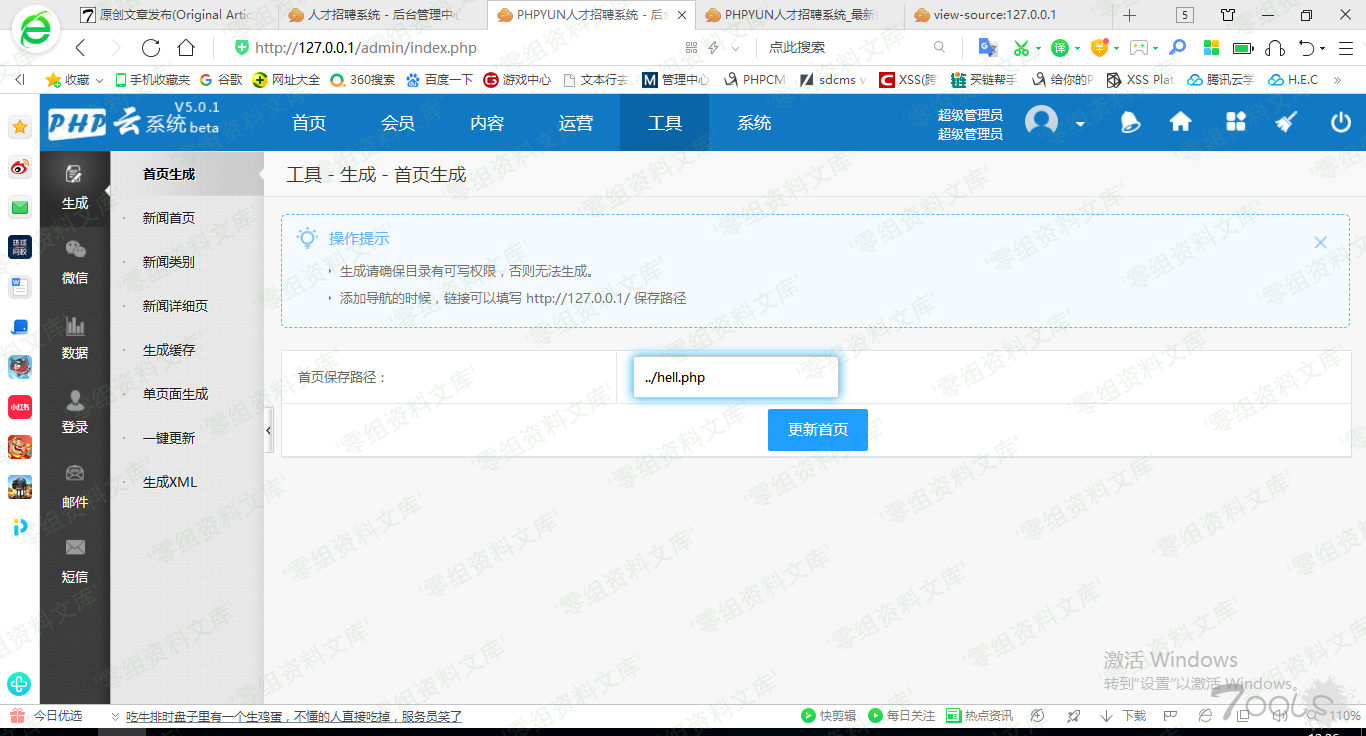 原创文章发布(Original Artic
人才招聘系统 - 后台管理中心
PHPYUN人才招聘系统 - 后台
PHPYUN人才招聘系统_最新
view-source:127.0.0.1
5
http://127.0.0.1/admin/index.php
点此搜索
收藏
手机收藏夹
谷歌
网址大全
360搜索
百度一下
游戏中心
文本行去
管理中心
PHPCM
sdcms v
XSS(跨
买链帮手
给你的P
XSS Plat
腾讯云学
H.E.C
PHP云系统 V5.0.1 beta
首页
会员
内容
运营
工具
系统
超级管理员
超级管理员
生成
微信
数据
登录
邮件
短信
首页生成
新闻首页
新闻类别
新闻详细页
生成缓存
单页面生成
一键更新
生成XML
工具 - 生成 - 首页生成
操作提示
生成请确保目录有可写权限，否则无法生成。
添加导航的时候，链接可以填写 http://127.0.0.1/ 保存路径
首页保存路径：
../hell.php
更新首页
小红书
'零组资料文库'
激活 Windows
转到"设置"以激活 Windows。
7ools
今日优选
吃牛排时盘子里有一个生鸡蛋，不懂的人直接吃掉，服务员笑了
快剪辑
每日关注
热点资讯
下载
110%